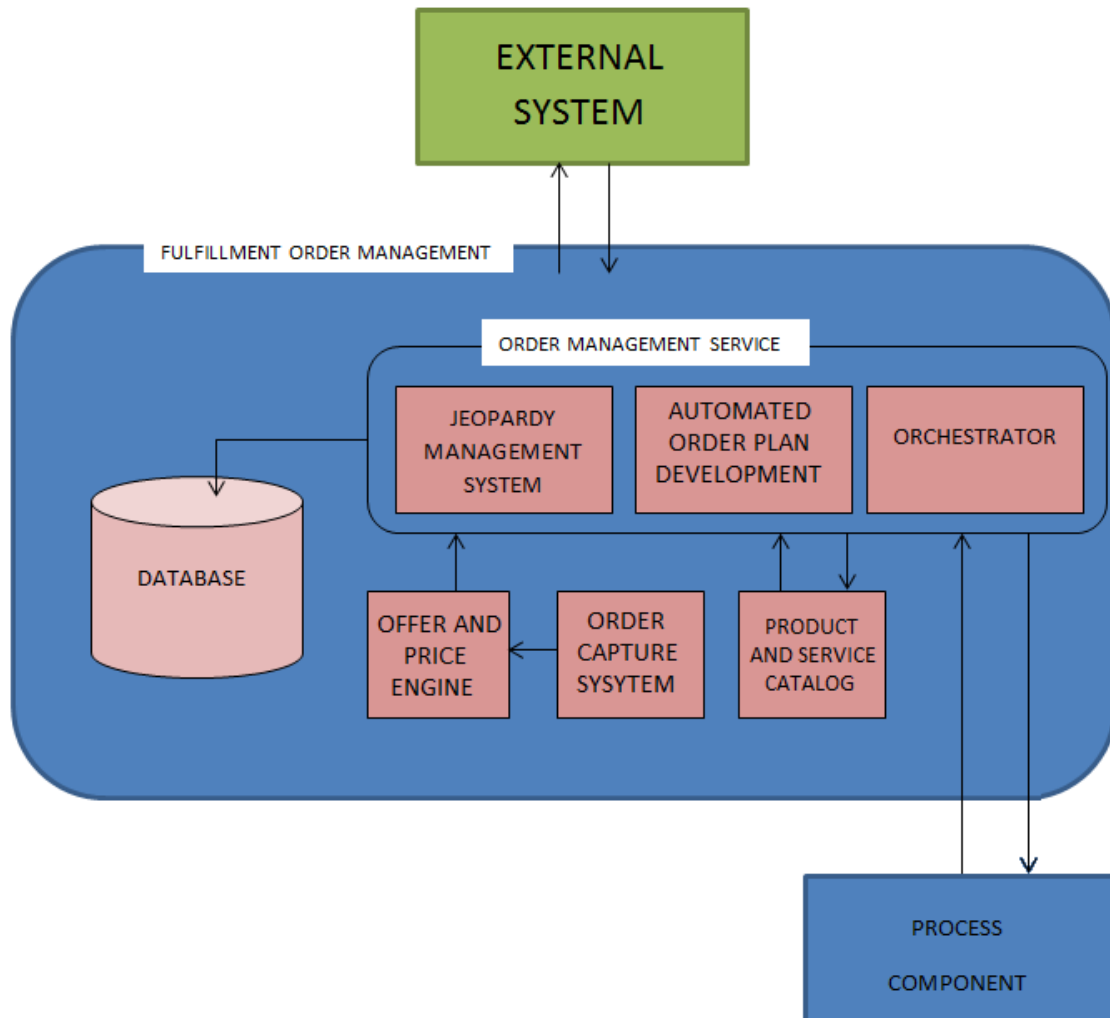 EXTERNAL
SYSTEM
FULFILLMENT ORDER MANAGEMENT
ORDER MANAGEMENT SERVICE
JEOPARDY
MANAGEMENT
SYSTEM
AUTOMATED
ORDER PLAN
DEVELOPMENT
ORCHESTRATOR
DATABASE
OFFER AND
PRICE
ENGINE
ORDER
CAPTURE
SYSYTEM
PRODUCT
AND SERVICE
CATALOG
PROCESS
COMPONENT